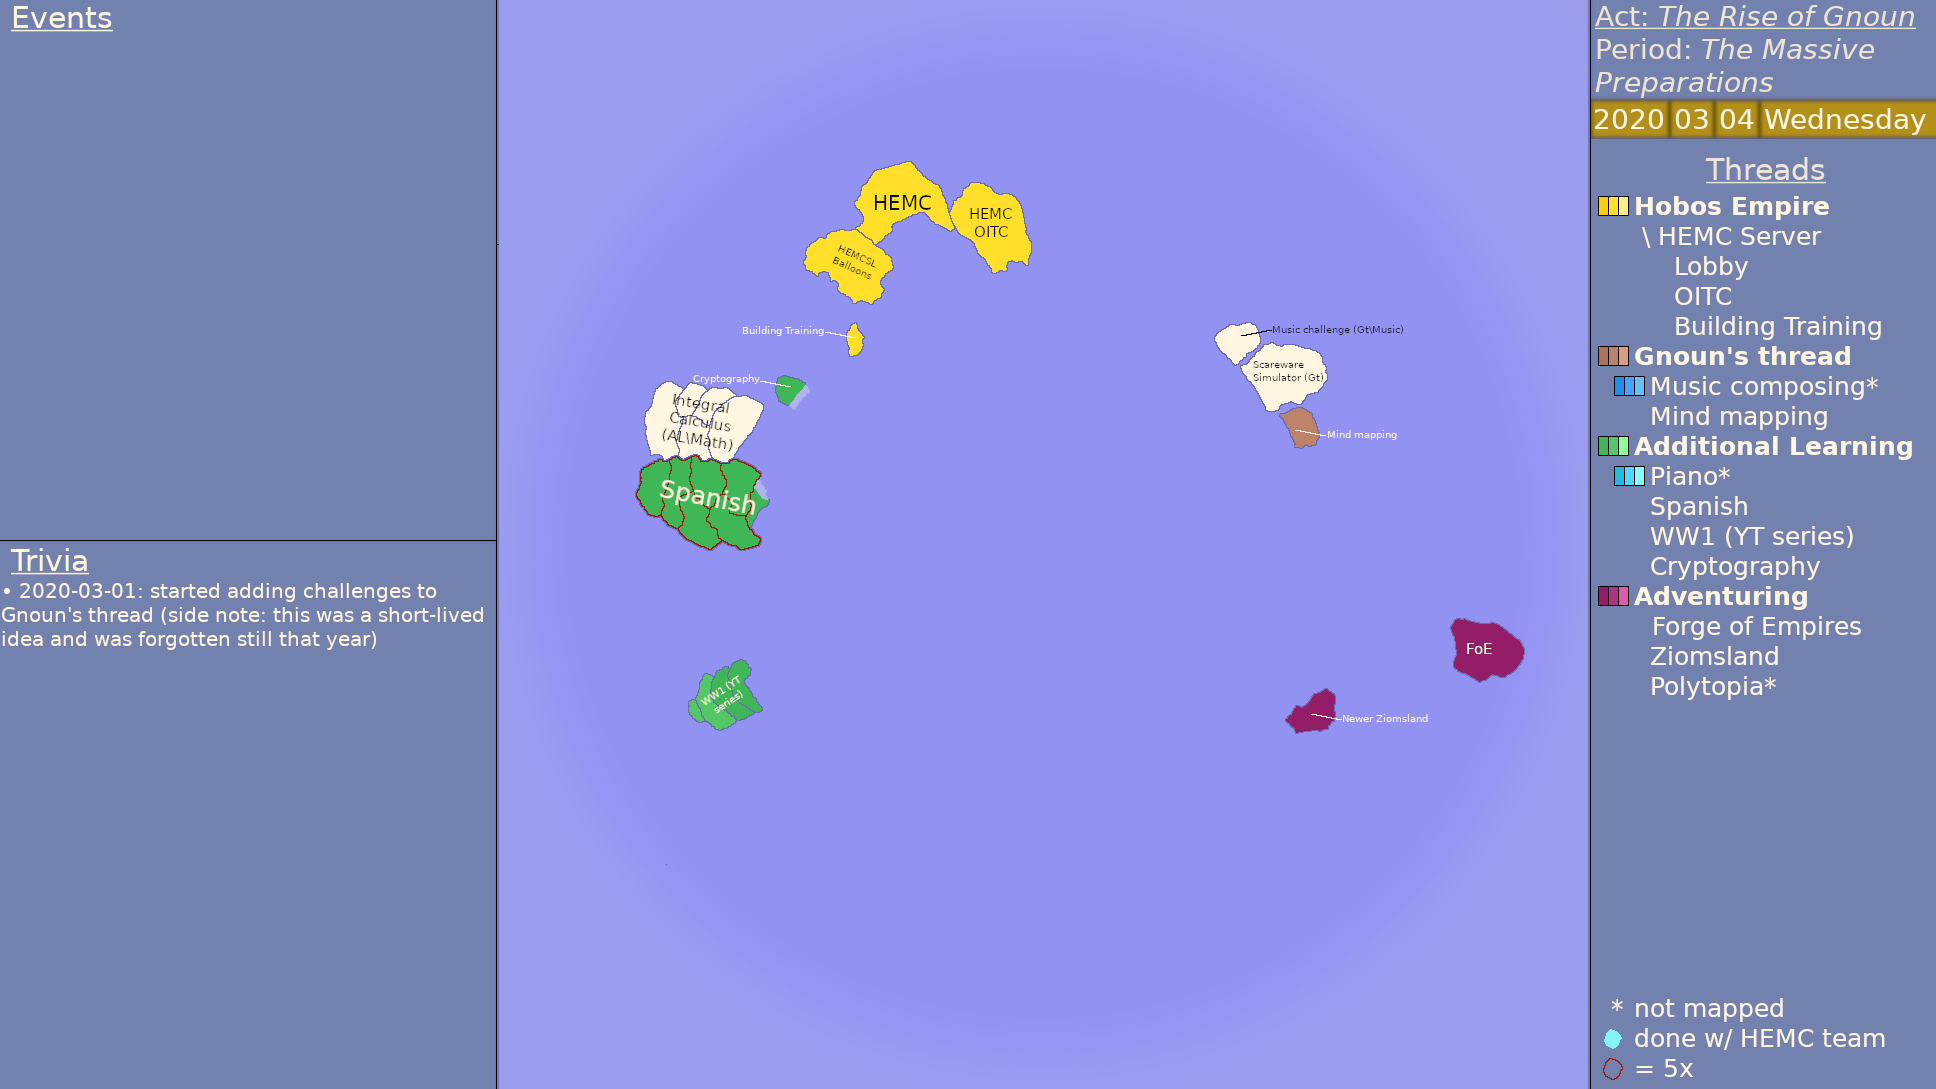 Events
Trivia
• 2020-03-01: started adding challenges to
Gnoun's thread (side note: this was a short-lived
idea and was forgotten still that year)
HEMC
HEMC
OITC
HEMCSL
Balloons
Building Training
Cryptography
Integral
Calculus
(AL\Math)
Spanish
WW1 (YT
series)
Music challenge (Gt\Music)
Scareware
Simulator (Gt)
Mind mapping
FoE
Newer Ziomsland
Act: The Rise of Gnoun
Period: The Massive
Preparations
2020 03 04 Wednesday
Threads
Hobos Empire
\ HEMC Server
Lobby
OITC
Building Training
Gnoun's thread
Music composing*
Mind mapping
Additional Learning
Piano*
Spanish
WW1 (YT series)
Cryptography
Adventuring
Forge of Empires
Ziomsland
Polytopia*
* not mapped
done w/ HEMC team
= 5x